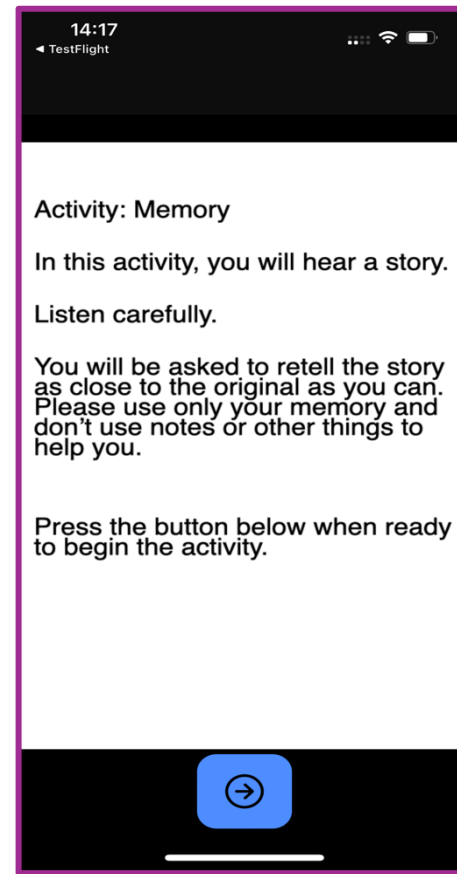 14:17
◄ TestFlight
Activity: Memory
In this activity, you will hear a story.
Listen carefully.
You will be asked to retell the story
as close to the original as you can.
Please use only your memory and
don’t use notes or other things to
help you.
Press the button below when ready
to begin the activity.